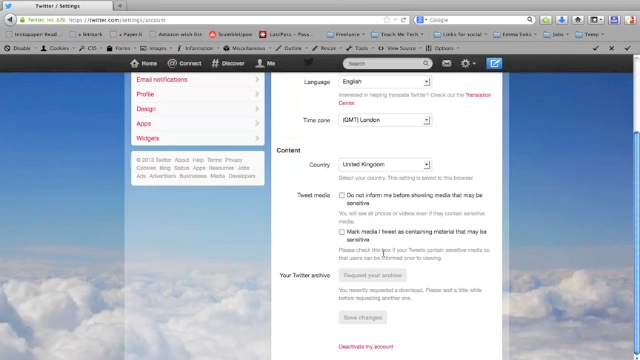 Twitter / Settings
Twitter, Inc. (US) https://twitter.com/settings/account
Google
Instapaper Read
Nitmark
Paper.li
Amazon wish list
StumbleUpon
LastPass
Freelance
Teach Me Tech
Links for social
Emma links
Jobs
Temp
Disable
Cookies
CSS
Forms
Images
Information
Miscellaneous
Outline
Resize
Tools
View Source
Options
Home
Connect
Discover
Me
Search
Email notifications
Profile
Design
Apps
Widgets
© 2013 Twitter About Help Terms Privacy
Cookies Blog Status Apps Resources Jobs
Ads Advertisers Businesses Media Developers
Language
English
Interested in helping translate Twitter? Check out the Translation
Center.
Time zone
(GMT) London
Content
Country
United Kingdom
Select your country. This setting is saved to this browser.
Tweet media
Do not inform me before showing media that may be
sensitive
You will see all photos or videos even if they contain sensitive
media.
Mark media I tweet as containing material that may be
sensitive
Please check this box if your Tweets contain sensitive media so
that users can be informed prior to viewing.
Your Twitter archive
Request your archive
You recently requested a download. Please wait a little while
before requesting another one.
Save changes
Deactivate my account